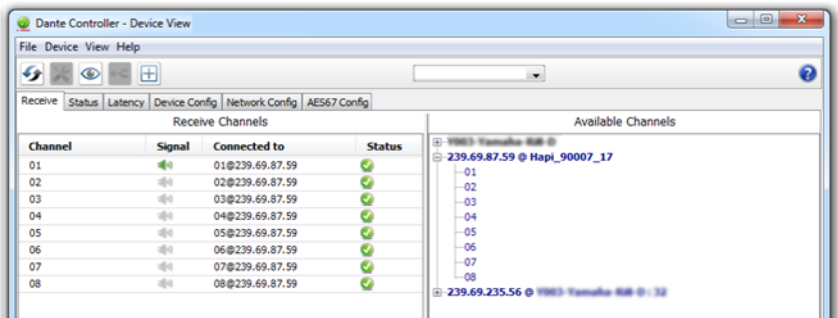 Dante Controller - Device View
File Device View Help
Receive Status Latency Device Config Network Config AES67 Config
Receive Channels
Channel Signal Connected to Status
01 01@239.69.87.59
02 02@239.69.87.59
03 03@239.69.87.59
04 04@239.69.87.59
05 05@239.69.87.59
06 06@239.69.87.59
07 07@239.69.87.59
08 08@239.69.87.59
Available Channels
239.69.87.59 @ Hapi_90007_17
01
02
03
04
05
06
07
08
239.69.235.56 @